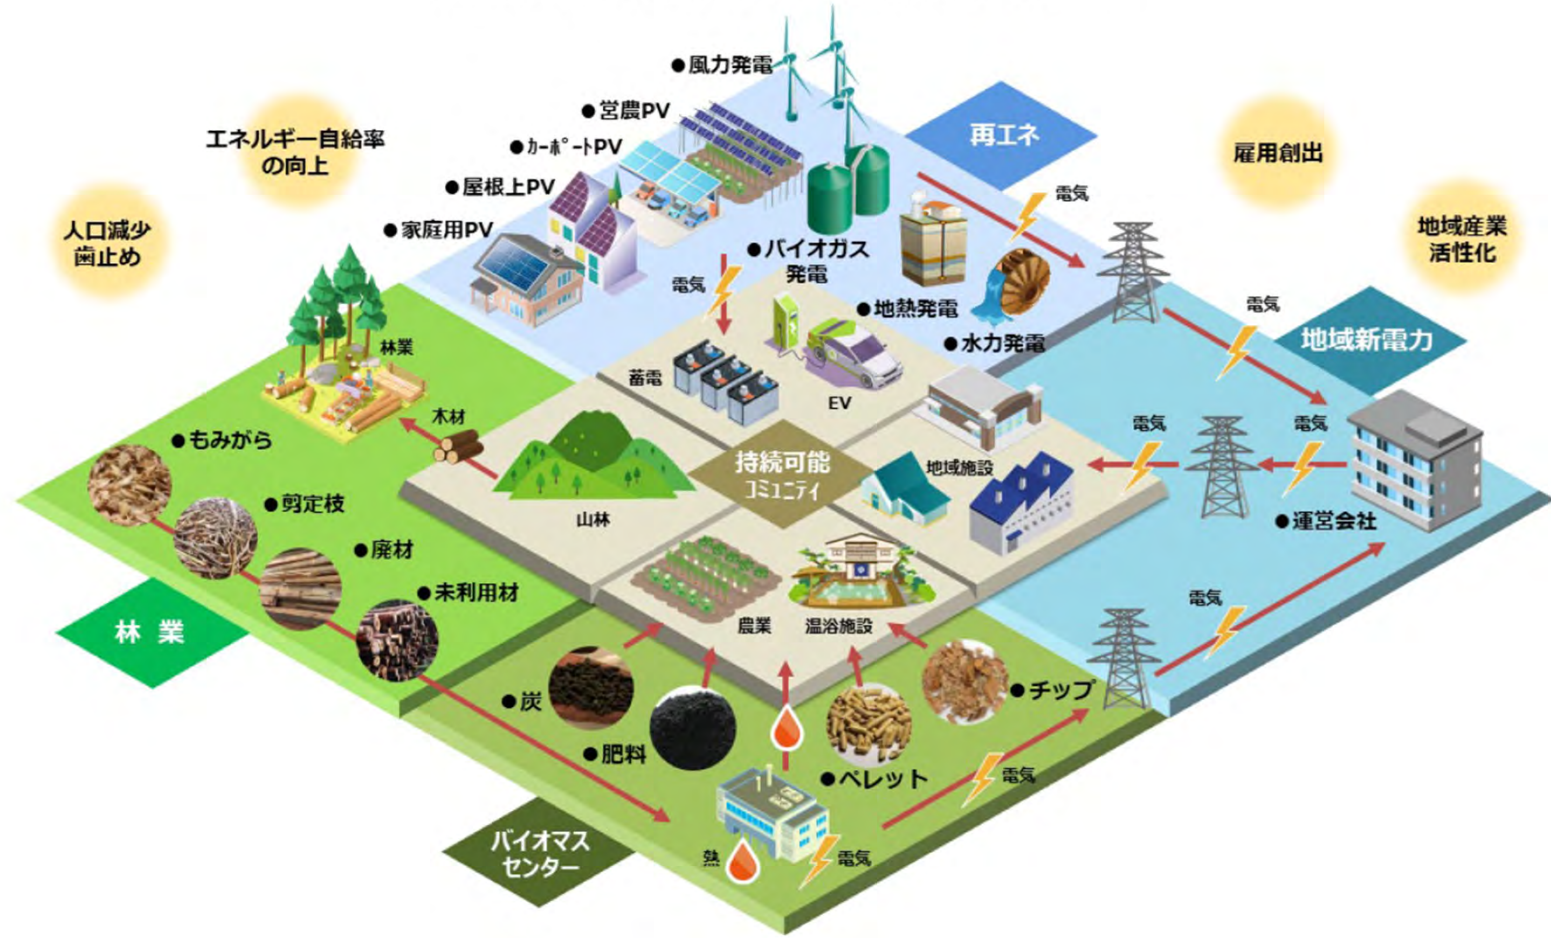 ●風力発電
●営農PV
●ｶｰﾎﾟｰﾄPV
●屋根上PV
●家庭用PV
エネルギー自給率
の向上
人口減少
歯止め
再エネ
雇用創出
地域産業
活性化
電気
電気
●バイオガス
発電
●地熱発電
●水力発電
電気
地域新電力
林業
木材
蓄電
EV
持続可能
ｺﾐｭﾆﾃｨ
地域施設
電気
電気
●運営会社
山林
●もみがら
●剪定枝
●廃材
●未利用材
林 業
農業
温浴施設
電気
●炭
●肥料
●ペレット
●チップ
電気
バイオマス
センター
熱
電気